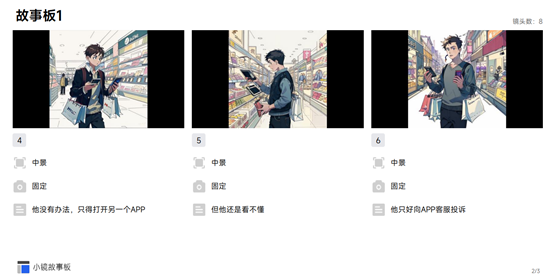 故事板1
镜头数：8
4
5
6
中景
中景
中景
固定
固定
固定
他没有办法，只得打开另一个APP
但他还是看不懂
他只好向APP客服投诉
小镜故事板
2/3